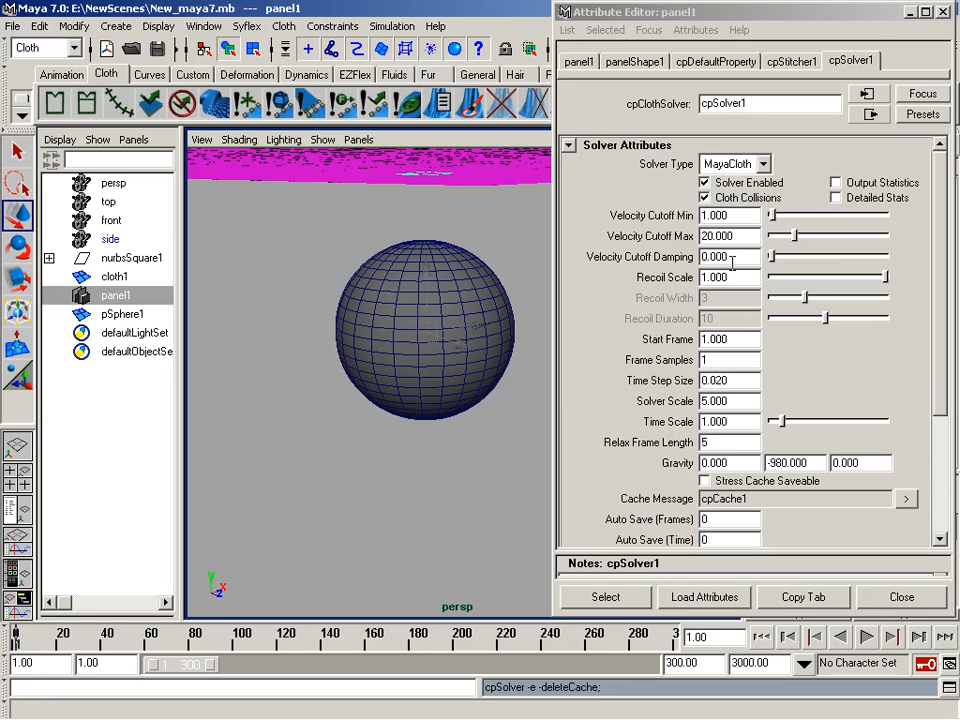 Maya 7.0: E:\NewScenes\New_maya7.mb --- panel1
File Edit Modify Create Display Window Syflex Cloth Constraints Simulation Help
Cloth
Animation Cloth Curves Custom Deformation Dynamics EZFlex Fluids Fur General Hair
Display Show Panels
View Shading Lighting Show Panels
persp
top
front
side
nurbsSquare1
cloth1
panel1
pSphere1
defaultLightSet
defaultObjectSe
y
x
z
persp
Attribute Editor: panel1
List Selected Focus Attributes Help
panel1 panelShape1 cpDefaultProperty cpStitcher1 cpSolver1
cpClothSolver: cpSolver1
Focus
Presets
Solver Attributes
Solver Type MayaCloth
Solver Enabled Output Statistics
Cloth Collisions Detailed Stats
Velocity Cutoff Min 1.000
Velocity Cutoff Max 20.000
Velocity Cutoff Damping 0.000
Recoil Scale 1.000
Recoil Width 3
Recoil Duration 10
Start Frame 1.000
Frame Samples 1
Time Step Size 0.020
Solver Scale 5.000
Time Scale 1.000
Relax Frame Length 5
Gravity 0.000 -980.000 0.000
Stress Cache Saveable
Cache Message cpCache1 >
Auto Save (Frames) 0
Auto Save (Time) 0
Notes: cpSolver1
Select Load Attributes Copy Tab Close
20 40 60 80 100 120 140 160 180 200 220 240 260 280 3 1.00
1.00 1.00 1 300 300.00 3000.00 No Character Set
cpSolver -e -deleteCache;